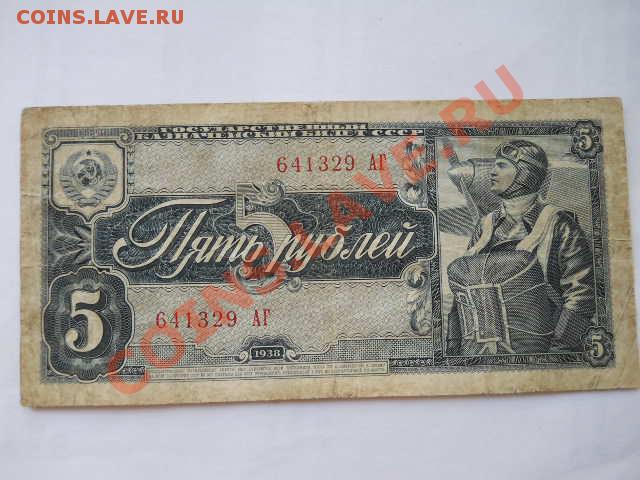 COINS.LAVE.RU
ГОСУДАРСТВЕННЫЙ
КАЗНАЧЕЙСКИЙ БИЛЕТ СССР
5
641329 АГ
5
Пять рублей
641329 АГ
5
1938
5
COINS.LAVE.RU